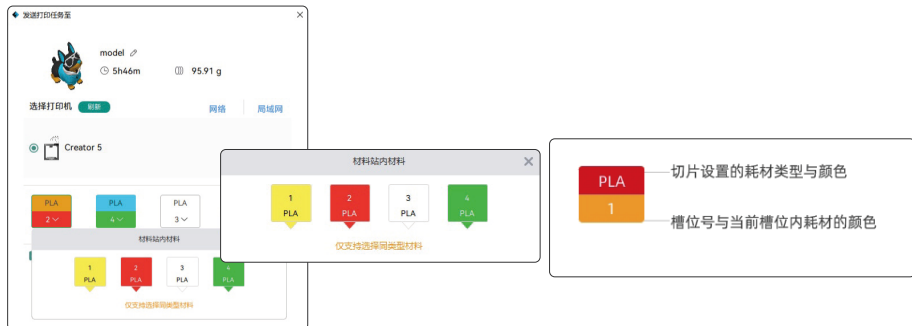 发送打印任务至
model
5h46m
95.91 g
选择打印机
刷新
网络
局域网
Creator 5
PLA
2
PLA
4
PLA
3
材料站内材料
1
PLA
2
PLA
3
PLA
4
PLA
仅支持选择同类型材料
材料站内材料
1
PLA
2
PLA
3
PLA
4
PLA
仅支持选择同类型材料
PLA
1
切片设置的耗材类型与颜色
槽位号与当前槽位内耗材的颜色